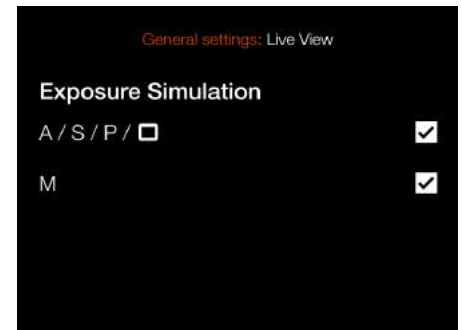 General settings: Live View
Exposure Simulation
A / S / P / □
M